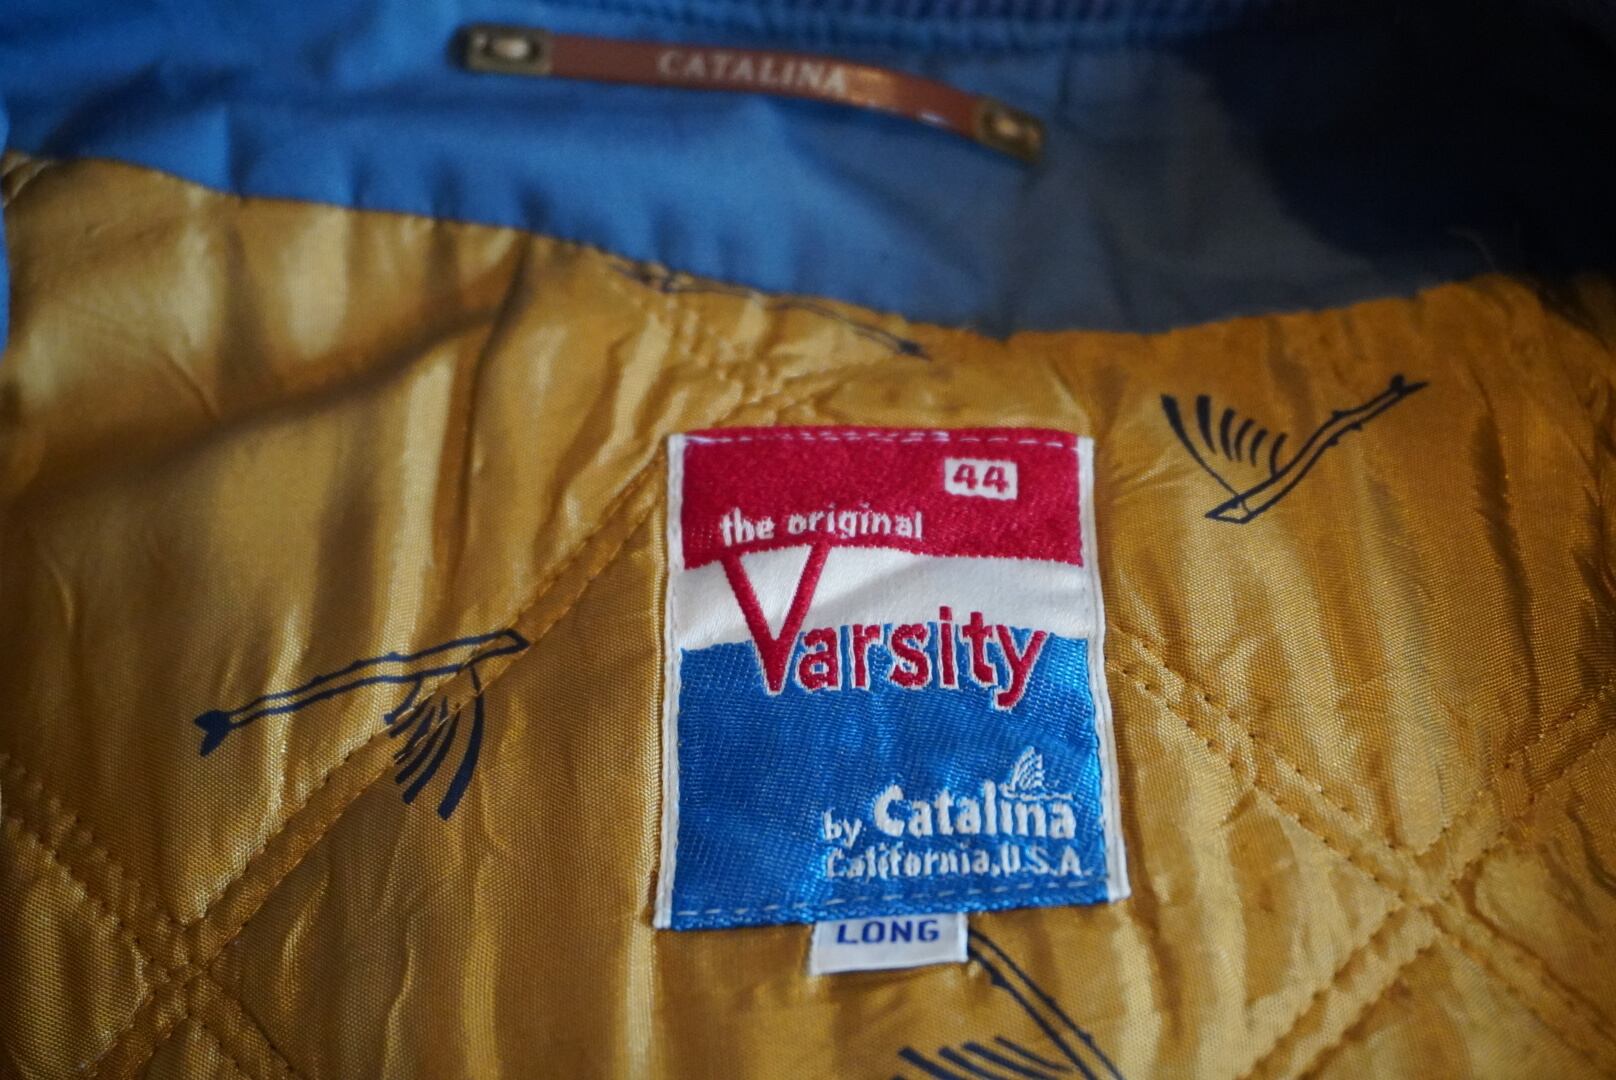 CATALINA
44
the original
Varsity
by Catalina
California, U.S.A
LONG